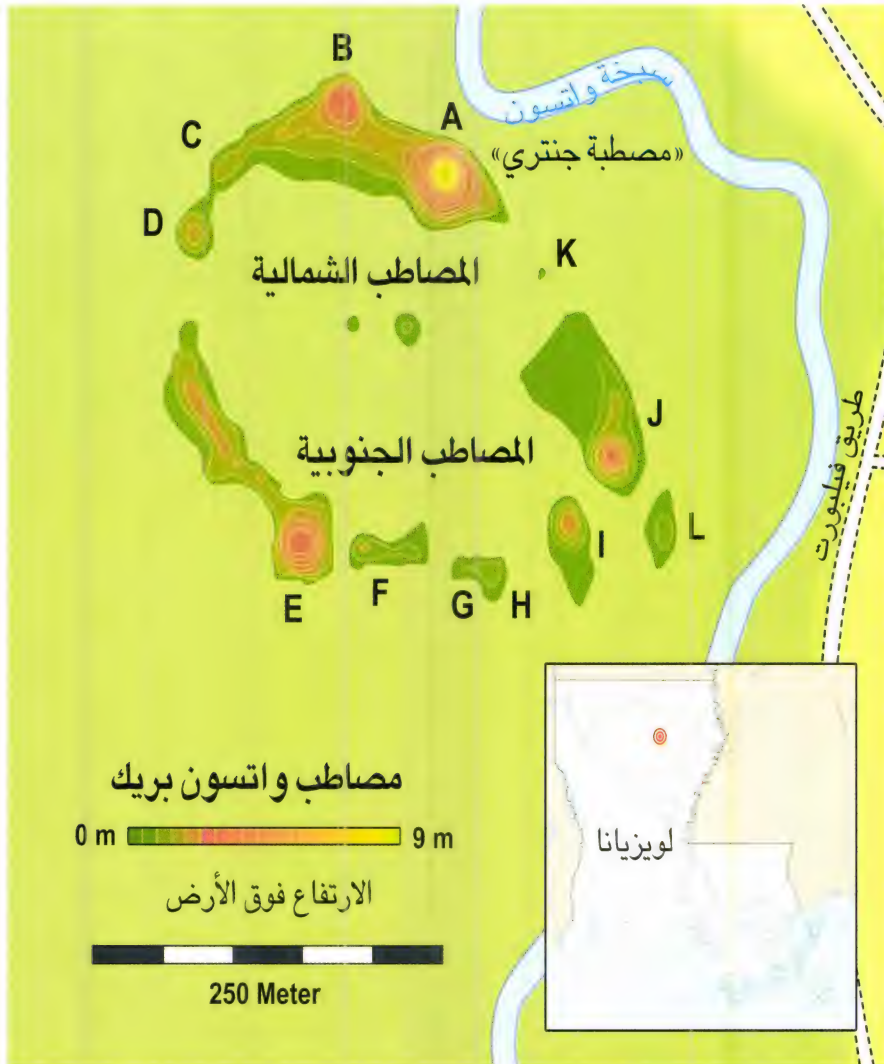 B
A
سبخة واتسون
C
«مصطبة جنتري»
D
المصاطب الشمالية
K
المصاطب الجنوبية
J
طريق فيلبورت
L
I
F
G
H
E
مصاطب واتسون بريك
0 m
9 m
الارتفاع فوق الأرض
250 Meter
لويزيانا